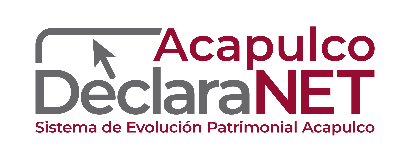 Acapulco
DeclaraNET
Sistema de Evolución Patrimonial Acapulco